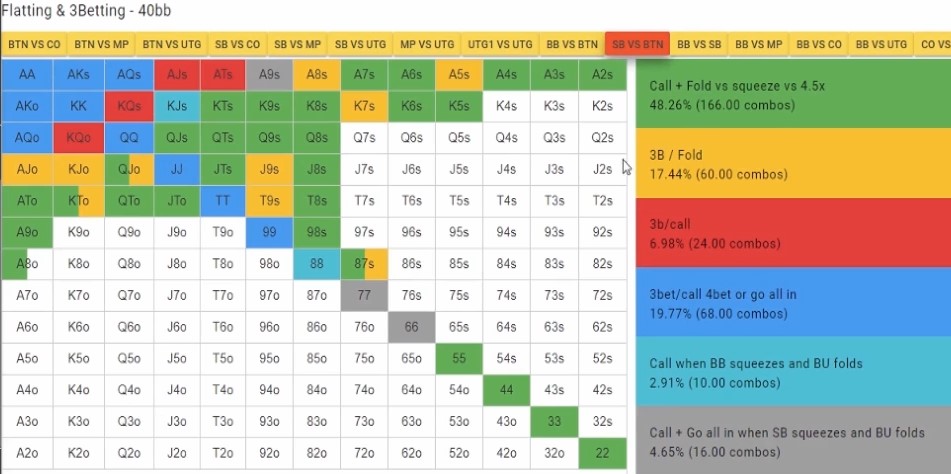 Flatting & 3Betting - 40bb
BTN VS CO BTN VS MP BTN VS UTG SB VS CO SB VS MP SB VS UTG MP VS UTG UTG1 VS UTG BB VS BTN SB VS BTN BB VS SB BB VS MP BB VS CO BB VS UTG CO VS
AA AKs AQs AJs ATs A9s A8s A7s A6s A5s A4s A3s A2s
AKo KK KQs KJs KTs K9s K8s K7s K6s K5s K4s K3s K2s
AQo KQo QQ QJs QTs Q9s Q8s Q7s Q6s Q5s Q4s Q3s Q2s
AJo KJo QJo JJ JTs J9s J8s J7s J6s J5s J4s J3s J2s
ATo KTo QTo JTo TT T9s T8s T7s T6s T5s T4s T3s T2s
A9o K9o Q9o J9o T9o 99 98s 97s 96s 95s 94s 93s 92s
A8o K8o Q8o J8o T8o 98o 88 87s 86s 85s 84s 83s 82s
A7o K7o Q7o J7o T7o 97o 87o 77 76s 75s 74s 73s 72s
A6o K6o Q6o J6o T6o 96o 86o 76o 66 65s 64s 63s 62s
A5o K5o Q5o J5o T5o 95o 85o 75o 65o 55 54s 53s 52s
A4o K4o Q4o J4o T4o 94o 84o 74o 64o 54o 44 43s 42s
A3o K3o Q3o J3o T3o 93o 83o 73o 63o 53o 43o 33 32s
A2o K2o Q2o J2o T2o 92o 82o 72o 62o 52o 42o 32o 22
Call + Fold vs squeeze vs 4.5x
48.26% (166.00 combos)
3B / Fold
17.44% (60.00 combos)
3b/call
6.98% (24.00 combos)
3bet/call 4bet or go all in
19.77% (68.00 combos)
Call when BB squeezes and BU folds
2.91% (10.00 combos)
Call + Go all in when SB squeezes and BU folds
4.65% (16.00 combos)